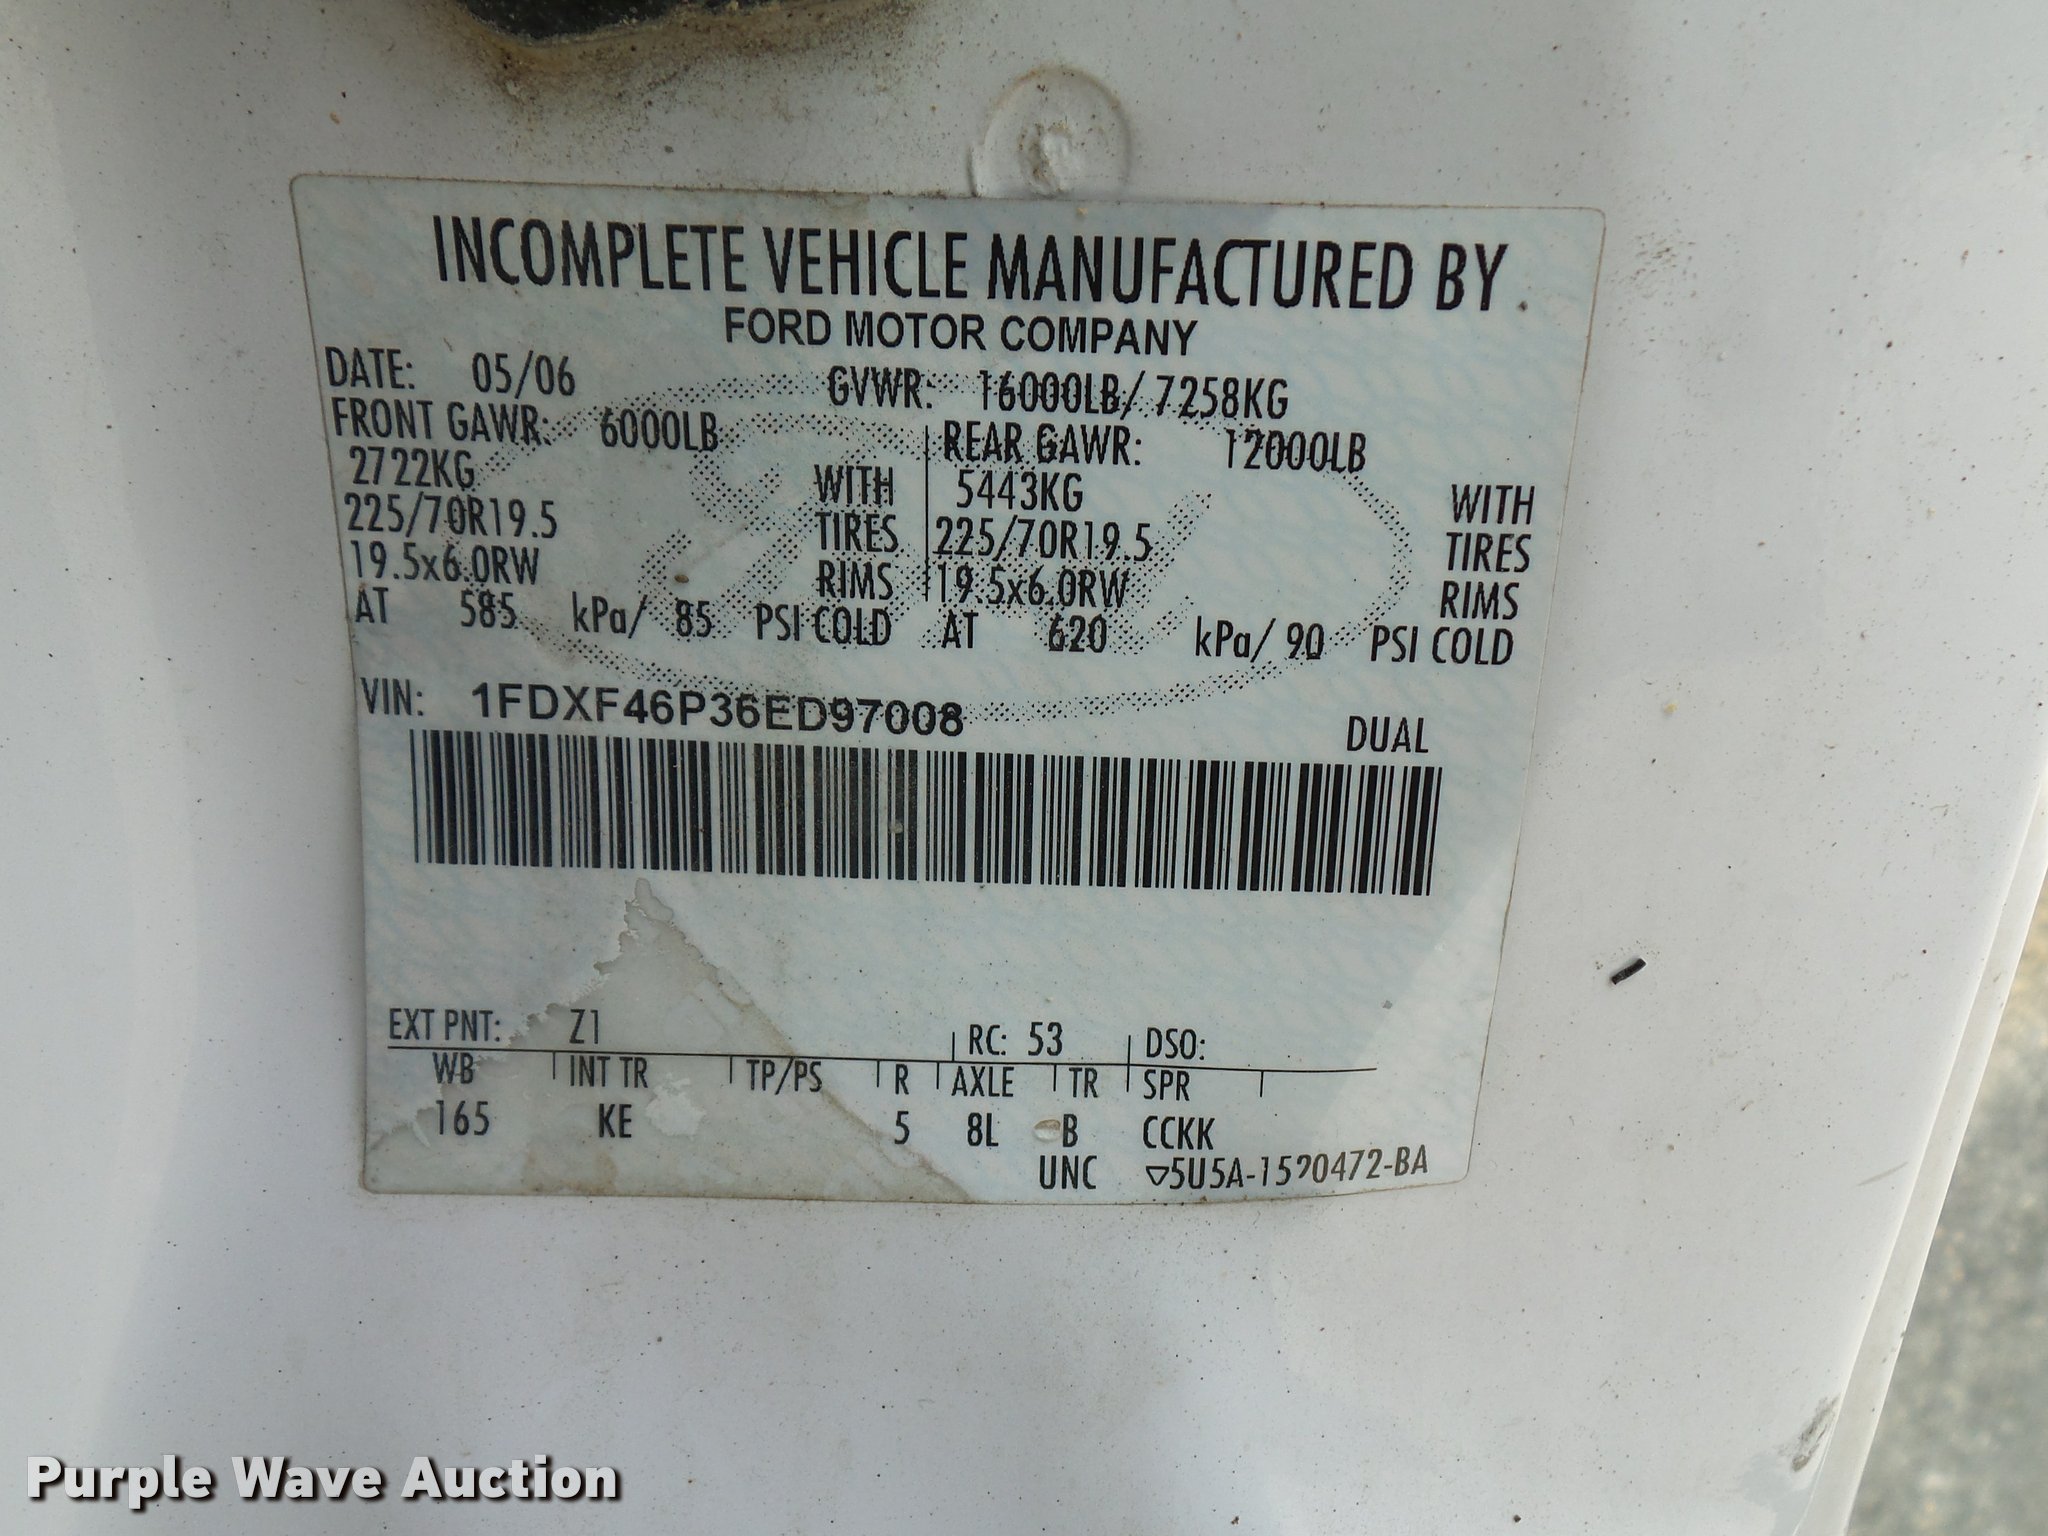 INCOMPLETE VEHICLE MANUFACTURED BY
FORD MOTOR COMPANY
DATE: 05/06 GVWR: 16000LB/ 7258KG
FRONT GAWR: 6000LB REAR GAWR: 12000LB
2722KG WITH 5443KG WITH
225/70R19.5 TIRES 225/70R19.5 TIRES
19.5x6.0RW RIMS 19.5x6.0RW RIMS
AT 585 kPa/ 85 PSI COLD AT 620 kPa/ 90 PSI COLD
VIN: 1FDXF46P36ED97008
DUAL
EXT PNT: Z1 RC: 53 DSO:
WB INT TR TP/PS R AXLE TR SPR
165 KE 5 8L B CCKK
UNC ▽5U5A-1520472-BA
Purple Wave Auction